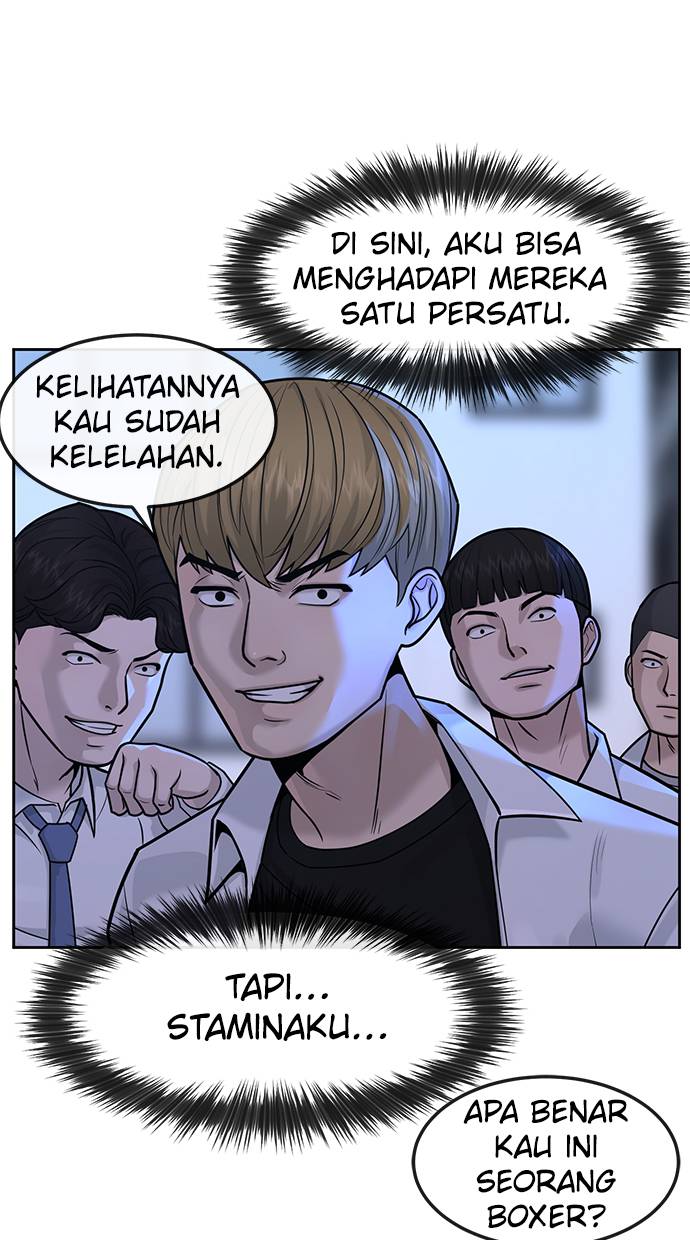 DI SINI, AKU BISA
MENGHADAPI MEREKA
SATU PERSATU.
KELIHATANNYA
KAU SUDAH
KELELAHAN.
TAPI...
STAMINAKU...
APA BENAR
KAU INI
SEORANG
BOXER?